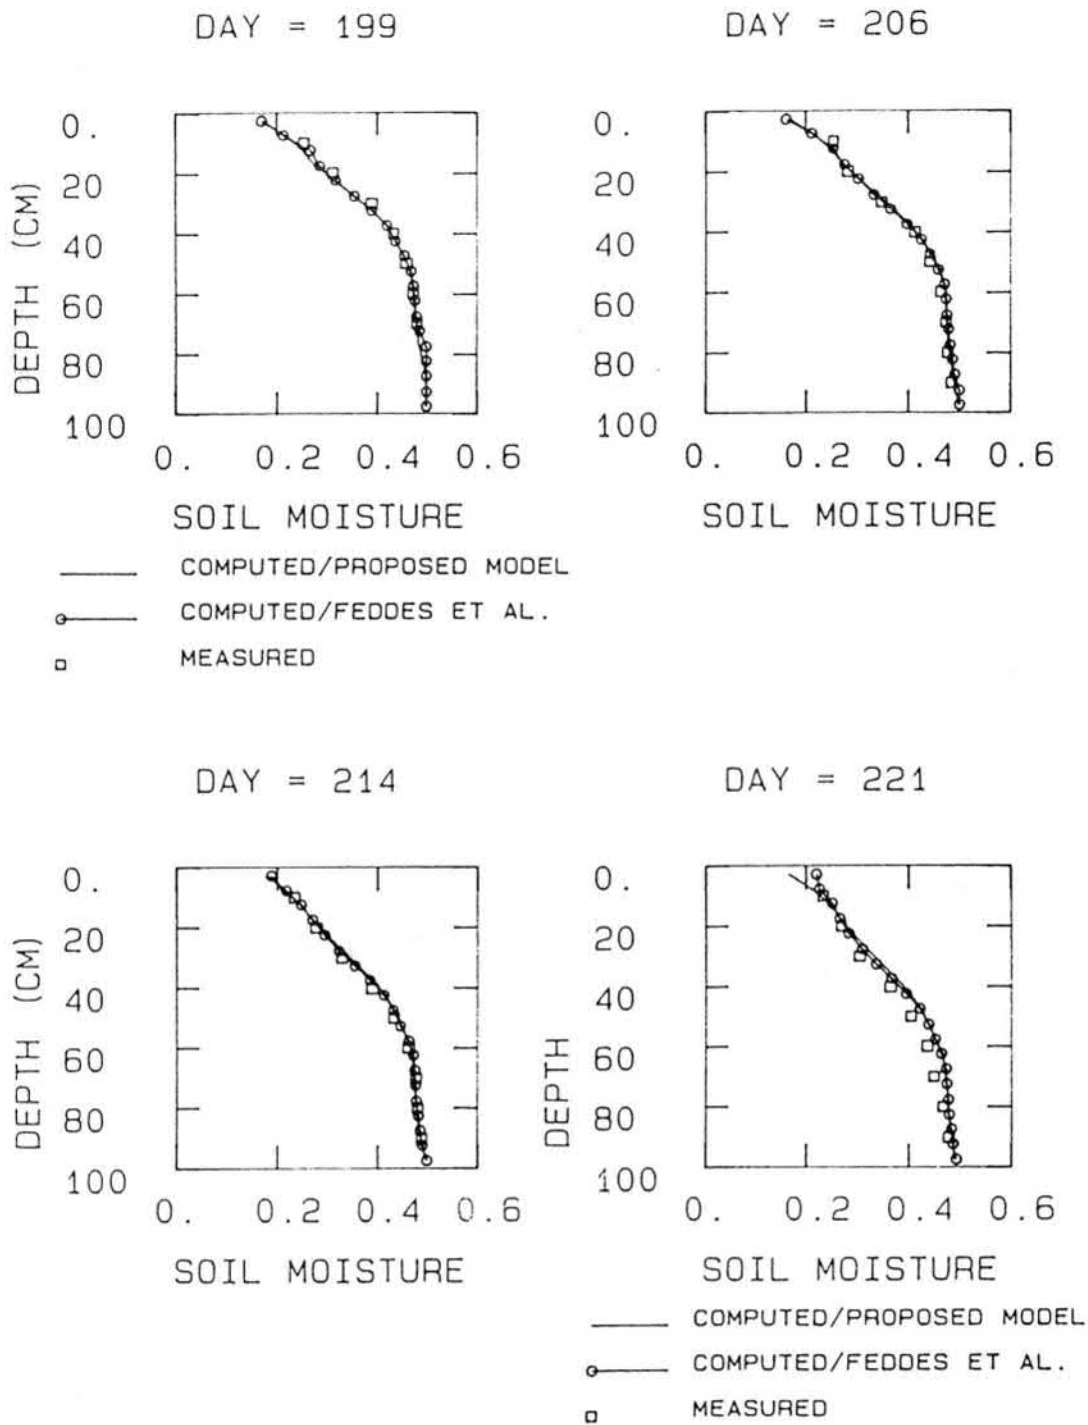 DAY = 199
DAY = 206
DEPTH (CM)
0.
20
40
60
80
100
0. 0.2 0.4 0.6
SOIL MOISTURE
0.
20
40
60
80
100
0. 0.2 0.4 0.6
SOIL MOISTURE
COMPUTED/PROPOSED MODEL
COMPUTED/FEDDES ET AL.
MEASURED
DAY = 214
DAY = 221
DEPTH (CM)
0.
20
40
60
80
100
0. 0.2 0.4 0.6
SOIL MOISTURE
DEPTH
0.
20
40
60
80
100
0. 0.2 0.4 0.6
SOIL MOISTURE
COMPUTED/PROPOSED MODEL
COMPUTED/FEDDES ET AL.
MEASURED